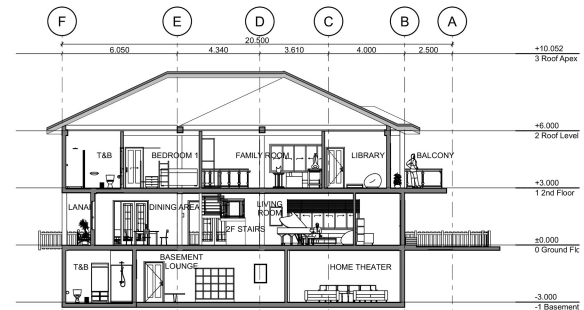 F E D C B A
20.500
6.050 4.340 3.610 4.000 2.500
+10.052
3 Roof Apex
+6.000
2 Roof Level
T&B BEDROOM 1 FAMILY ROOM LIBRARY BALCONY
+3.000
1 2nd Floor
LANAI DINING AREA LIVING
ROOM
2F STAIRS
±0.000
0 Ground Flo
BASEMENT
LOUNGE
T&B HOME THEATER
-3.000
-1 Basement